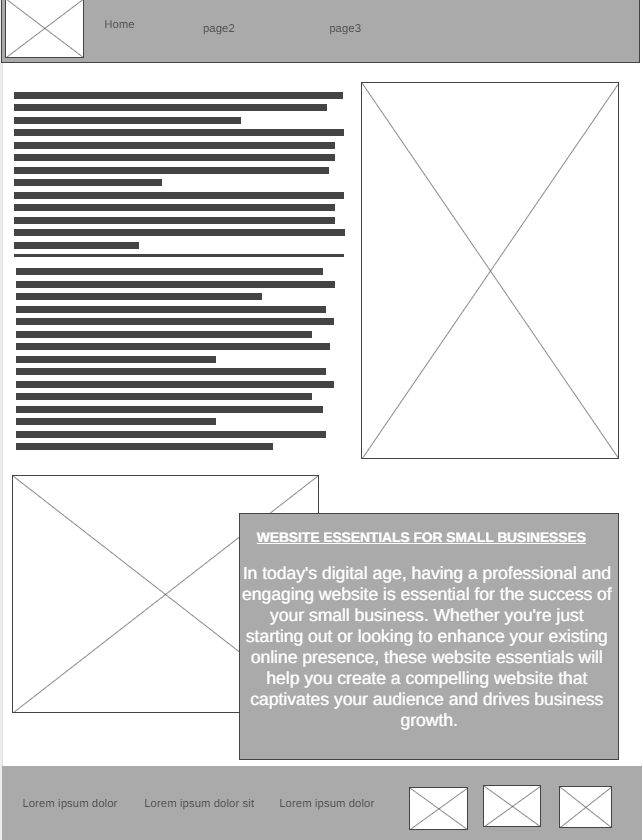 Home
page2
page3
WEBSITE ESSENTIALS FOR SMALL BUSINESSES
In today's digital age, having a professional and
engaging website is essential for the success of
your small business. Whether you're just
starting out or looking to enhance your existing
online presence, these website essentials will
help you create a compelling website that
captivates your audience and drives business
growth.
Lorem ipsum dolor
Lorem ipsum dolor sit
Lorem ipsum dolor